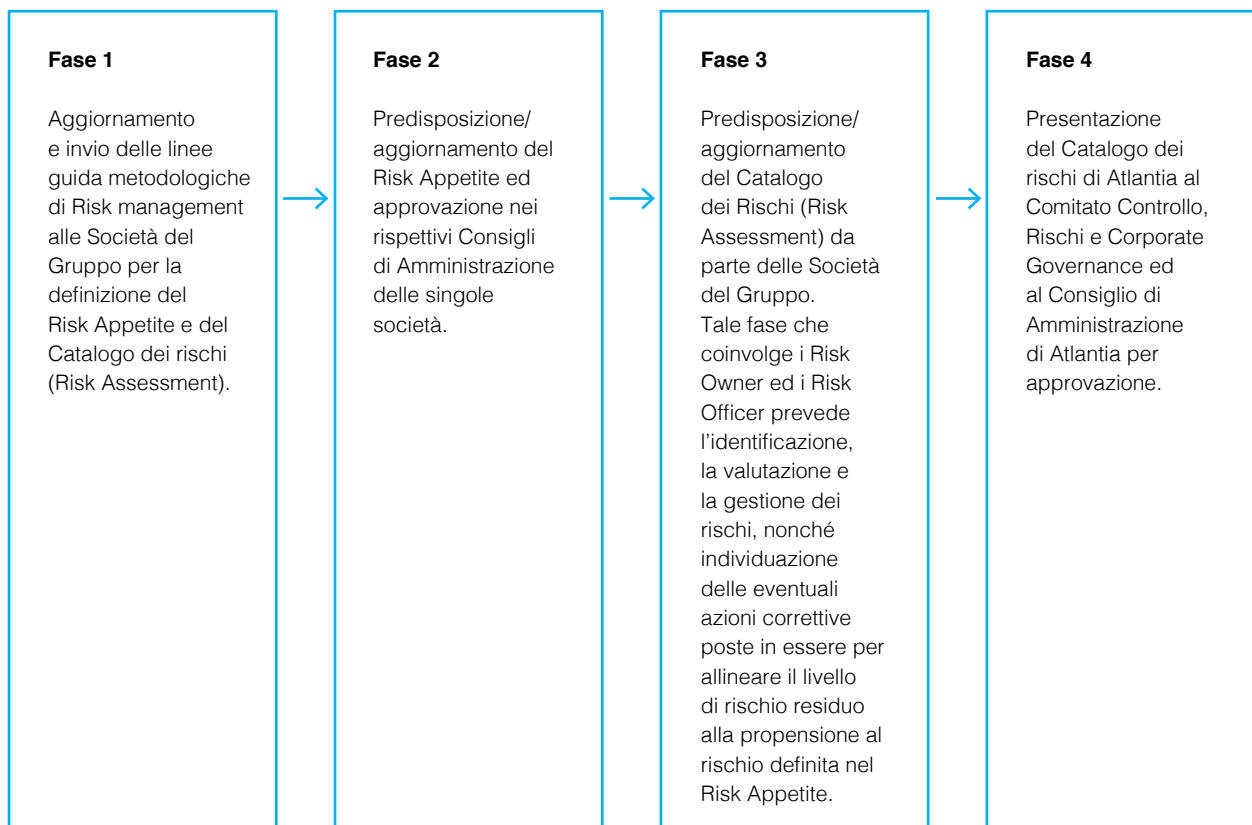 Fase 1
Aggiornamento
e invio delle linee
guida metodologiche
di Risk management
alle Società del
Gruppo per la
definizione del
Risk Appetite e del
Catalogo dei rischi
(Risk Assessment).
Fase 2
Predisposizione/
aggiornamento del
Risk Appetite ed
approvazione nei
rispettivi Consigli
di Amministrazione
delle singole
società.
Fase 3
Predisposizione/
aggiornamento
del Catalogo
dei Rischi (Risk
Assessment) da
parte delle Società
del Gruppo.
Tale fase che
coinvolge i Risk
Owner ed i Risk
Officer prevede
l’identificazione,
la valutazione e
la gestione dei
rischi, nonché
individuazione
delle eventuali
azioni correttive
poste in essere per
allineare il livello
di rischio residuo
alla propensione al
rischio definita nel
Risk Appetite.
Fase 4
Presentazione
del Catalogo dei
rischi di Atlantia al
Comitato Controllo,
Rischi e Corporate
Governance ed
al Consiglio di
Amministrazione
di Atlantia per
approvazione.